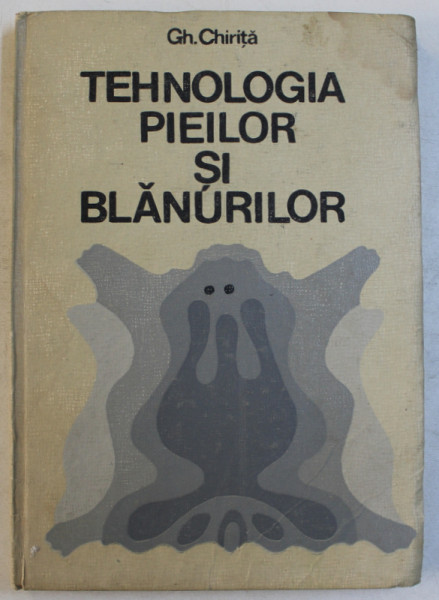 Gh. Chiriță
TEHNOLOGIA
PIEILOR
ȘI
BLĂNURILOR